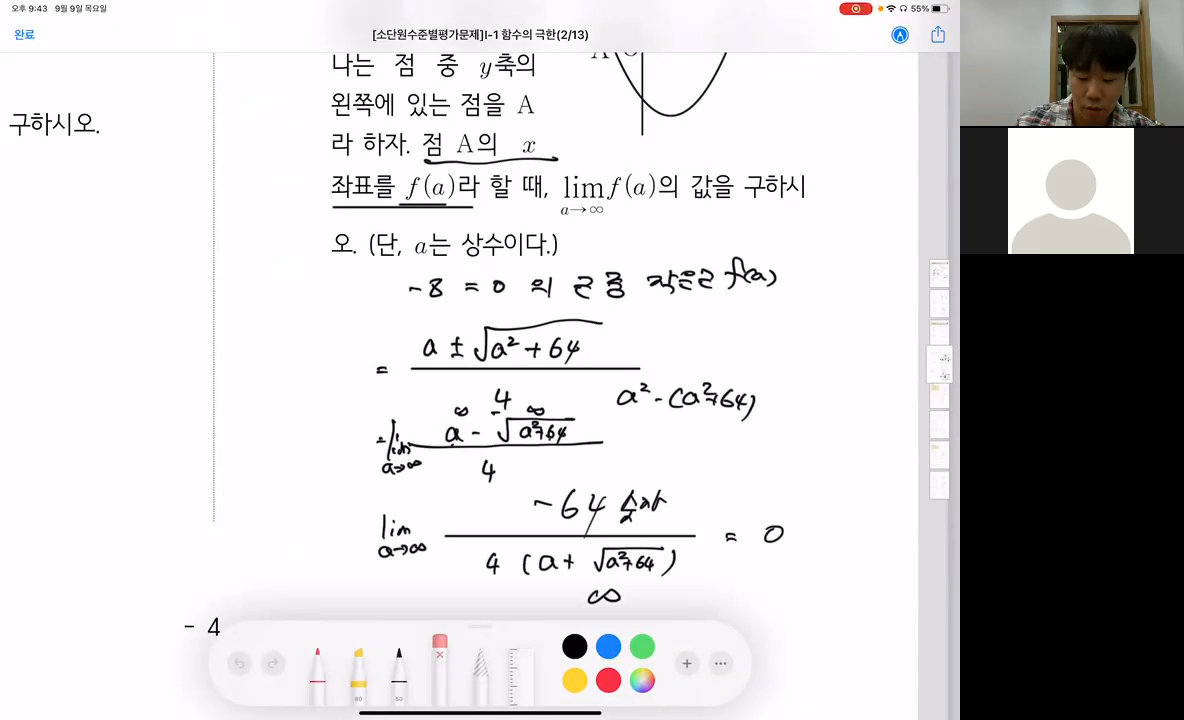 오후 9:43 9월 9일 목요일
55%
완료
[소단원수준별평가문제]I-1 함수의 극한(2/13)
나는 점 중 y축의
왼쪽에 있는 점을 A
라 하자. 점 A의 x
좌표를 f(a)라 할 때, lim a→∞ f(a)의 값을 구하시
오. (단, a는 상수이다.)
구하시오.
-8 = 0 의 근 중 작은근 f(a)
= a ± √a²+64 / 4
a² - (a²+64)
= lim a→∞ a - √a²+64 / 4
∞ - ∞
lim a→∞ -64 숫자 / 4 (a + √a²+64) = 0
∞
- 4
80
50